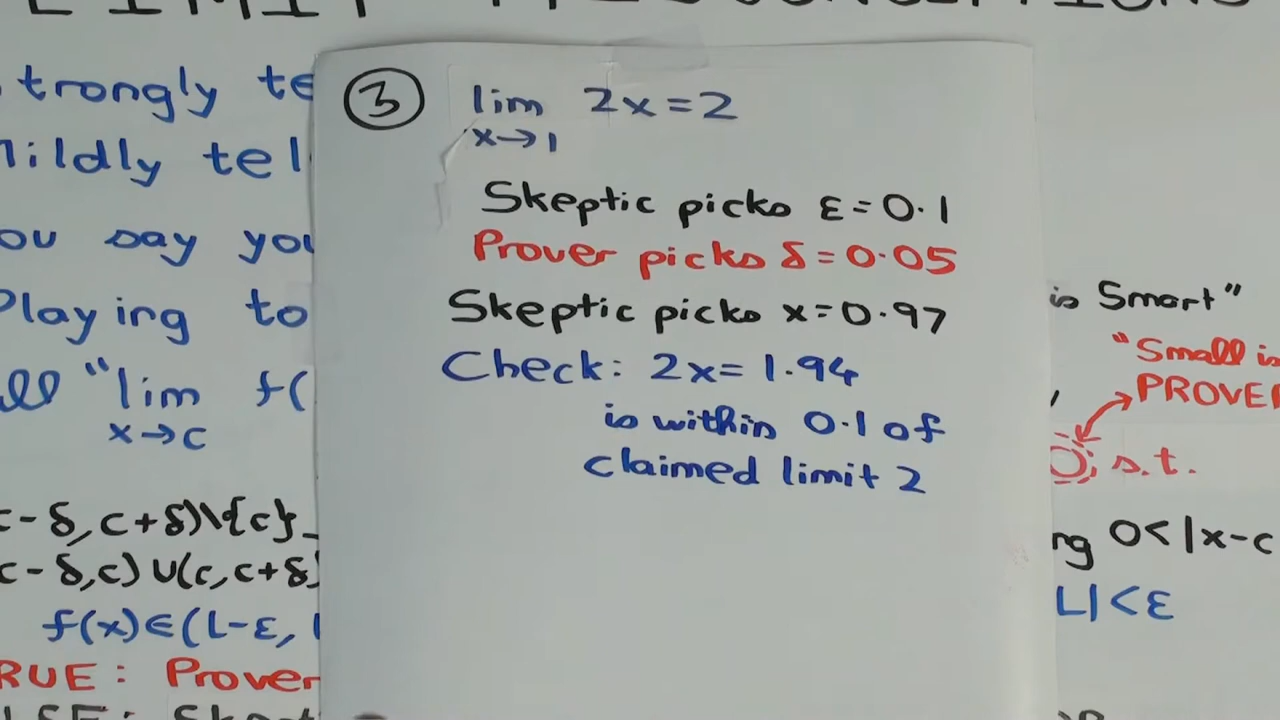 ③ lim 2x=2
x→1
Skeptic picks ε=0.1
Prover picks δ=0.05
Skeptic picks x=0.97
Check: 2x=1.94
is within 0.1 of
claimed limit 2
trongly
ildly tel
ou say you
Playing to
"lim f(
x→c
c-δ, c+δ)\{c}
c-δ,c)∪(c,c+δ
f(x)∈(L-ε,
RUE: Prover
is Smart"
"Small is
PROVE
s.t.
ng 0<|x-c
L|<ε